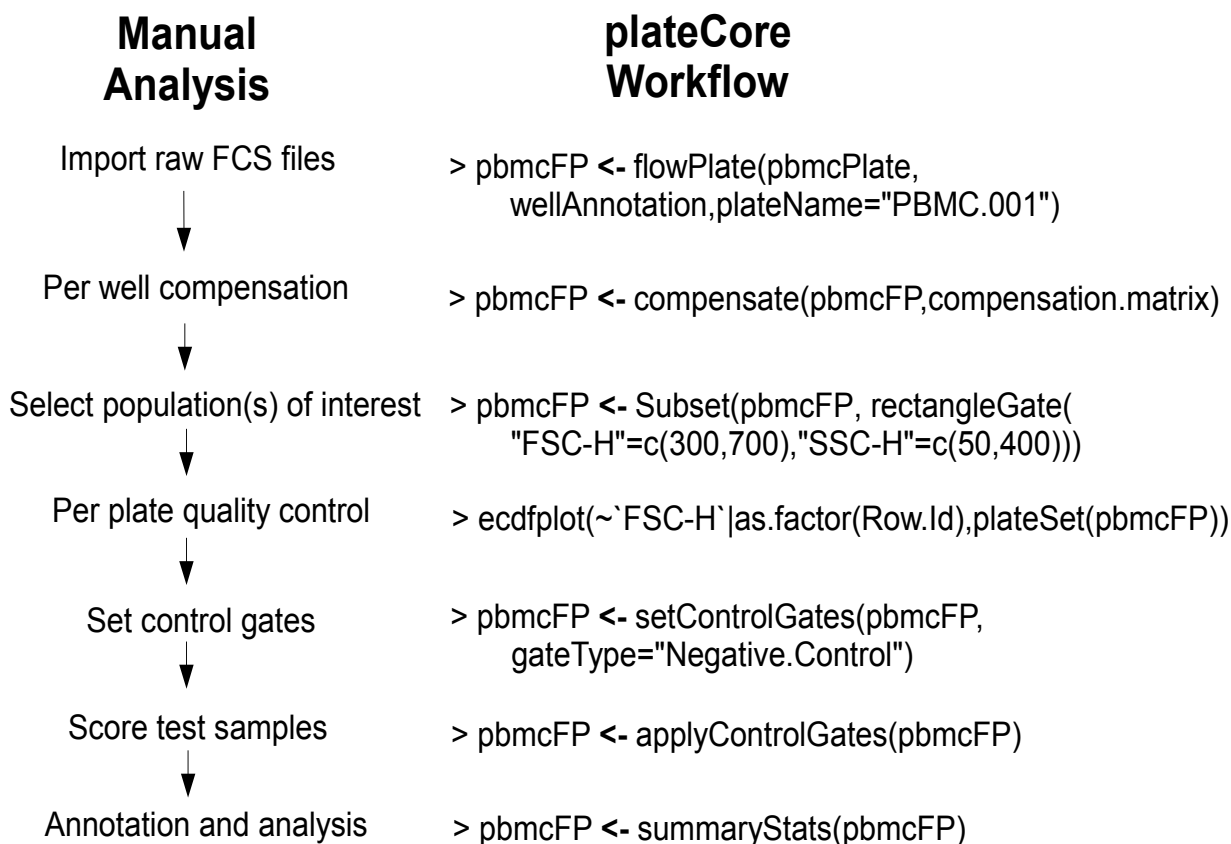 Manual
Analysis
plateCore
Workflow
Import raw FCS files
> pbmcFP <- flowPlate(pbmcPlate,
wellAnnotation,plateName="PBMC.001")
Per well compensation
> pbmcFP <- compensate(pbmcFP,compensation.matrix)
Select population(s) of interest
> pbmcFP <- Subset(pbmcFP, rectangleGate(
"FSC-H"=c(300,700),"SSC-H"=c(50,400)))
Per plate quality control
> ecdfplot(~`FSC-H`|as.factor(Row.Id),plateSet(pbmcFP))
Set control gates
> pbmcFP <- setControlGates(pbmcFP,
gateType="Negative.Control")
Score test samples
> pbmcFP <- applyControlGates(pbmcFP)
Annotation and analysis
> pbmcFP <- summaryStats(pbmcFP)